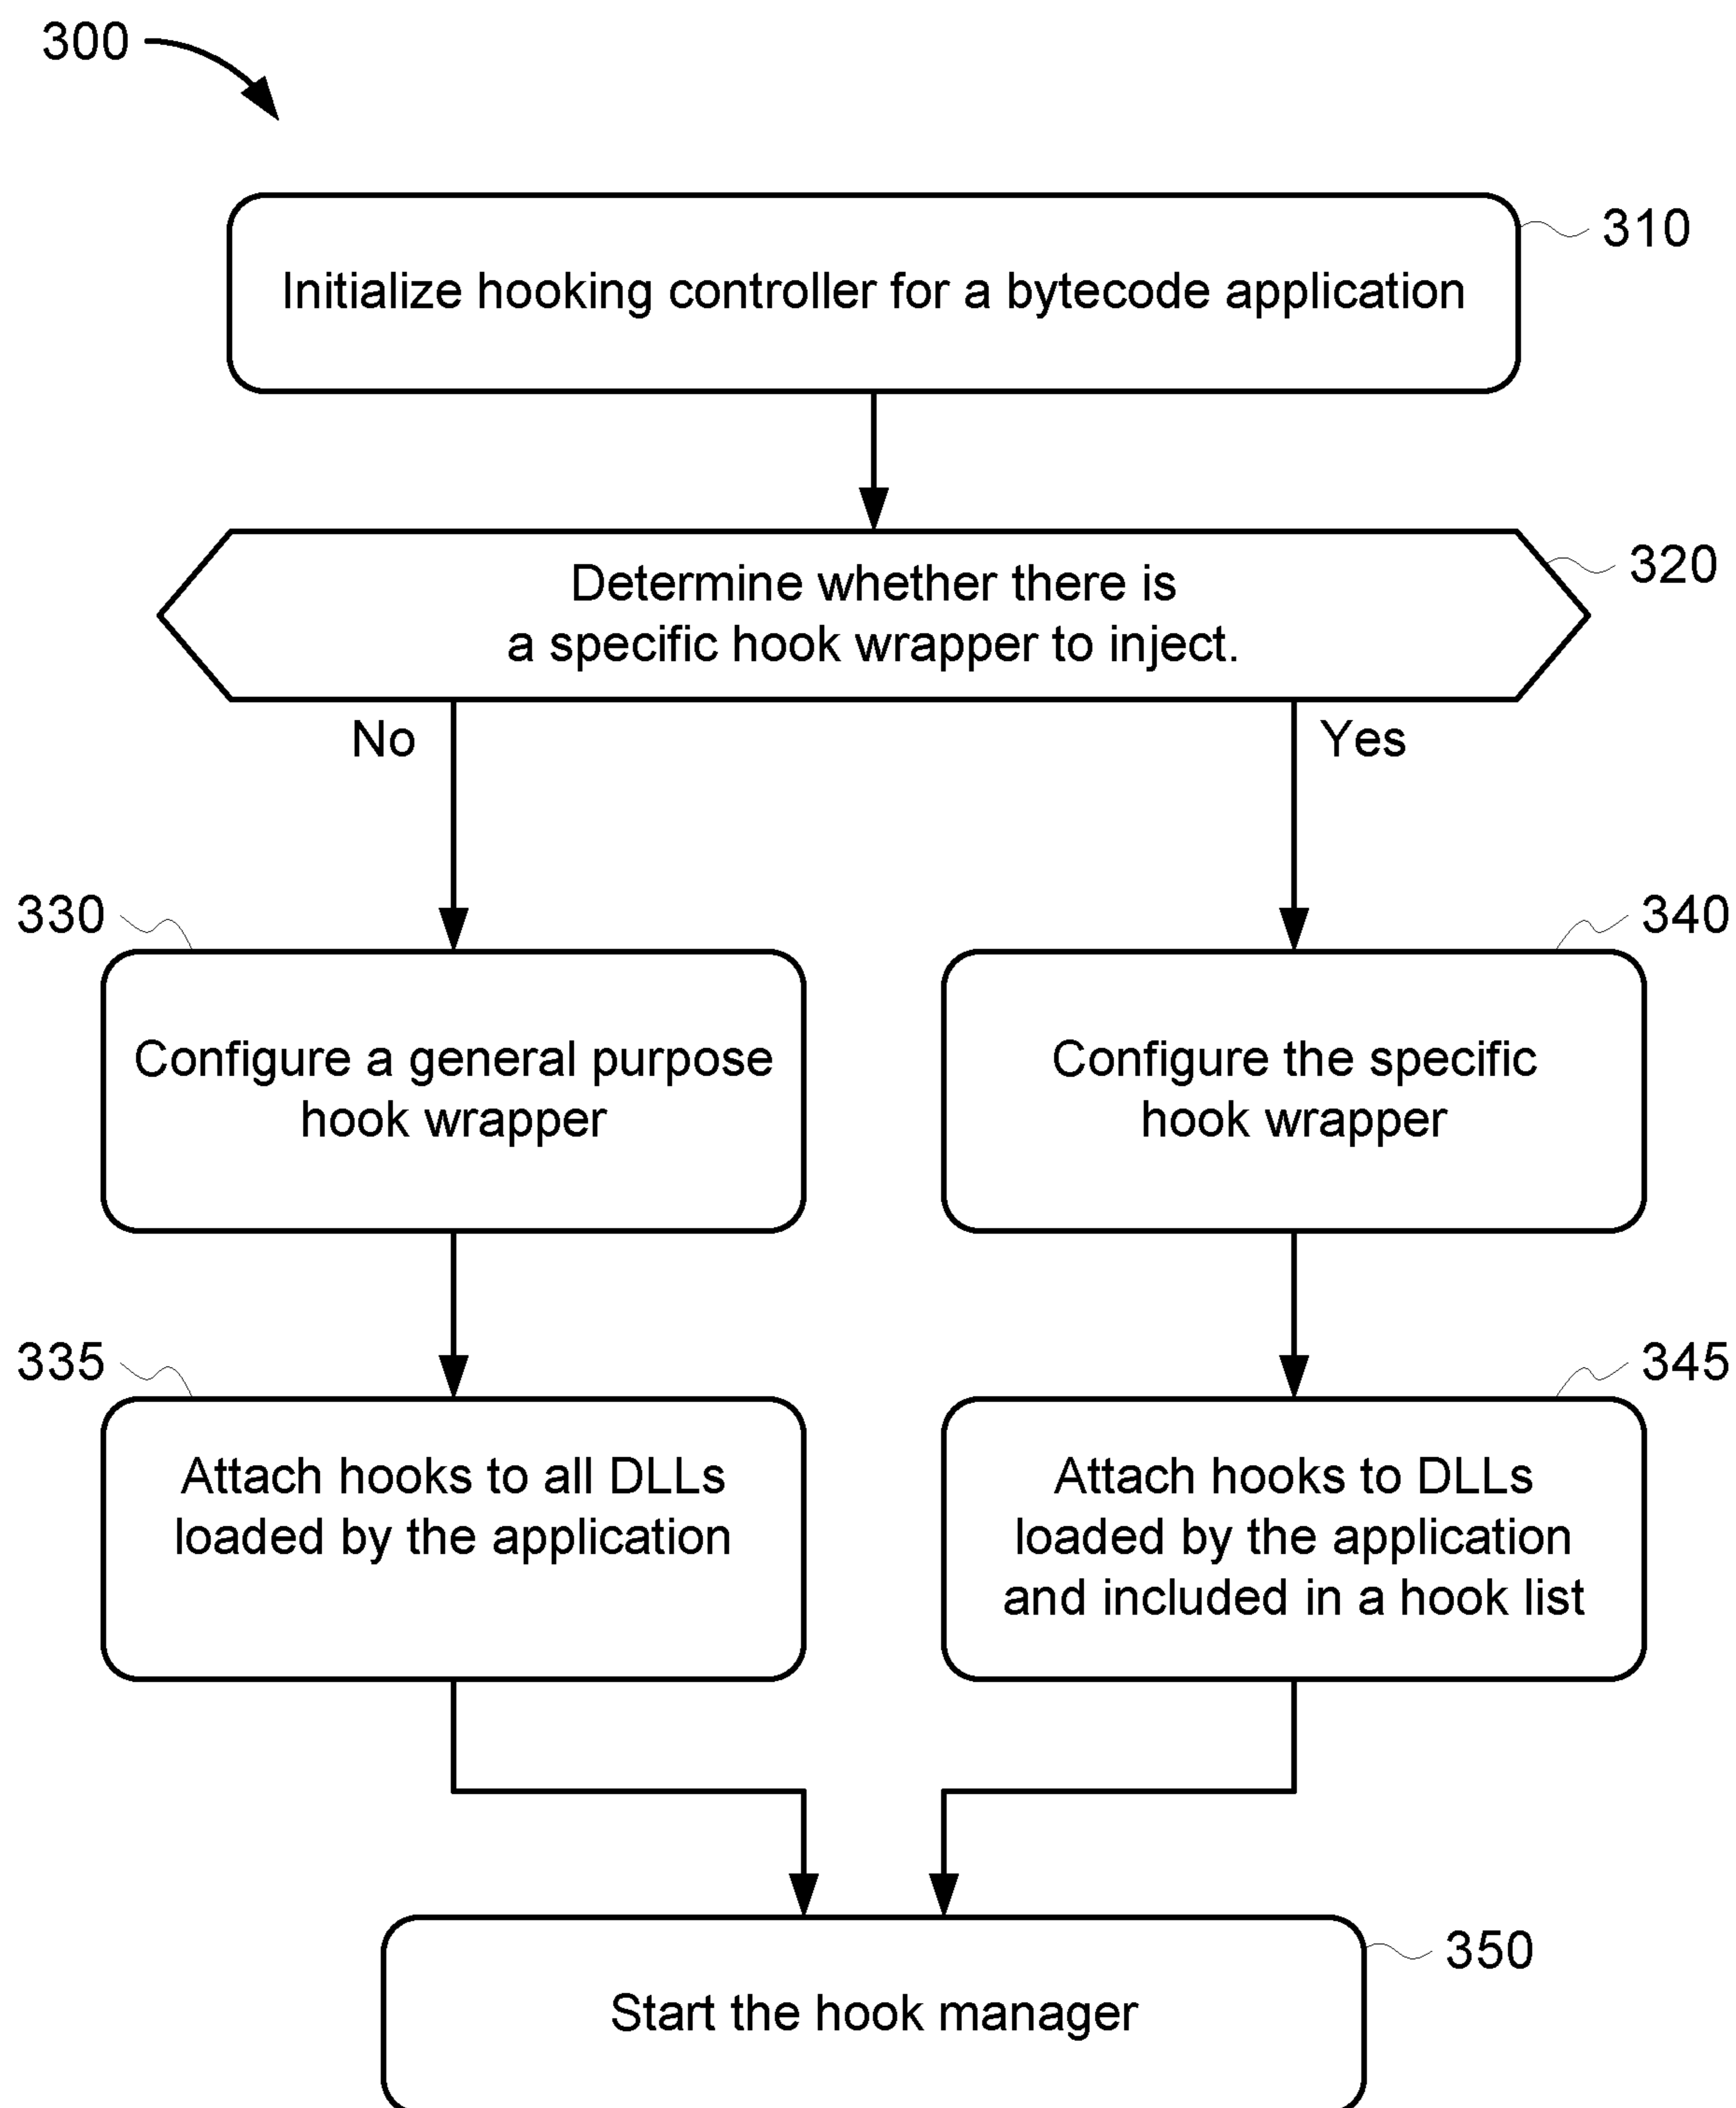 300
310
Initialize hooking controller for a bytecode application
320
Determine whether there is
a specific hook wrapper to inject.
No
Yes
330
340
Configure a general purpose
hook wrapper
Configure the specific
hook wrapper
335
345
Attach hooks to all DLLs
loaded by the application
Attach hooks to DLLs
loaded by the application
and included in a hook list
350
Start the hook manager